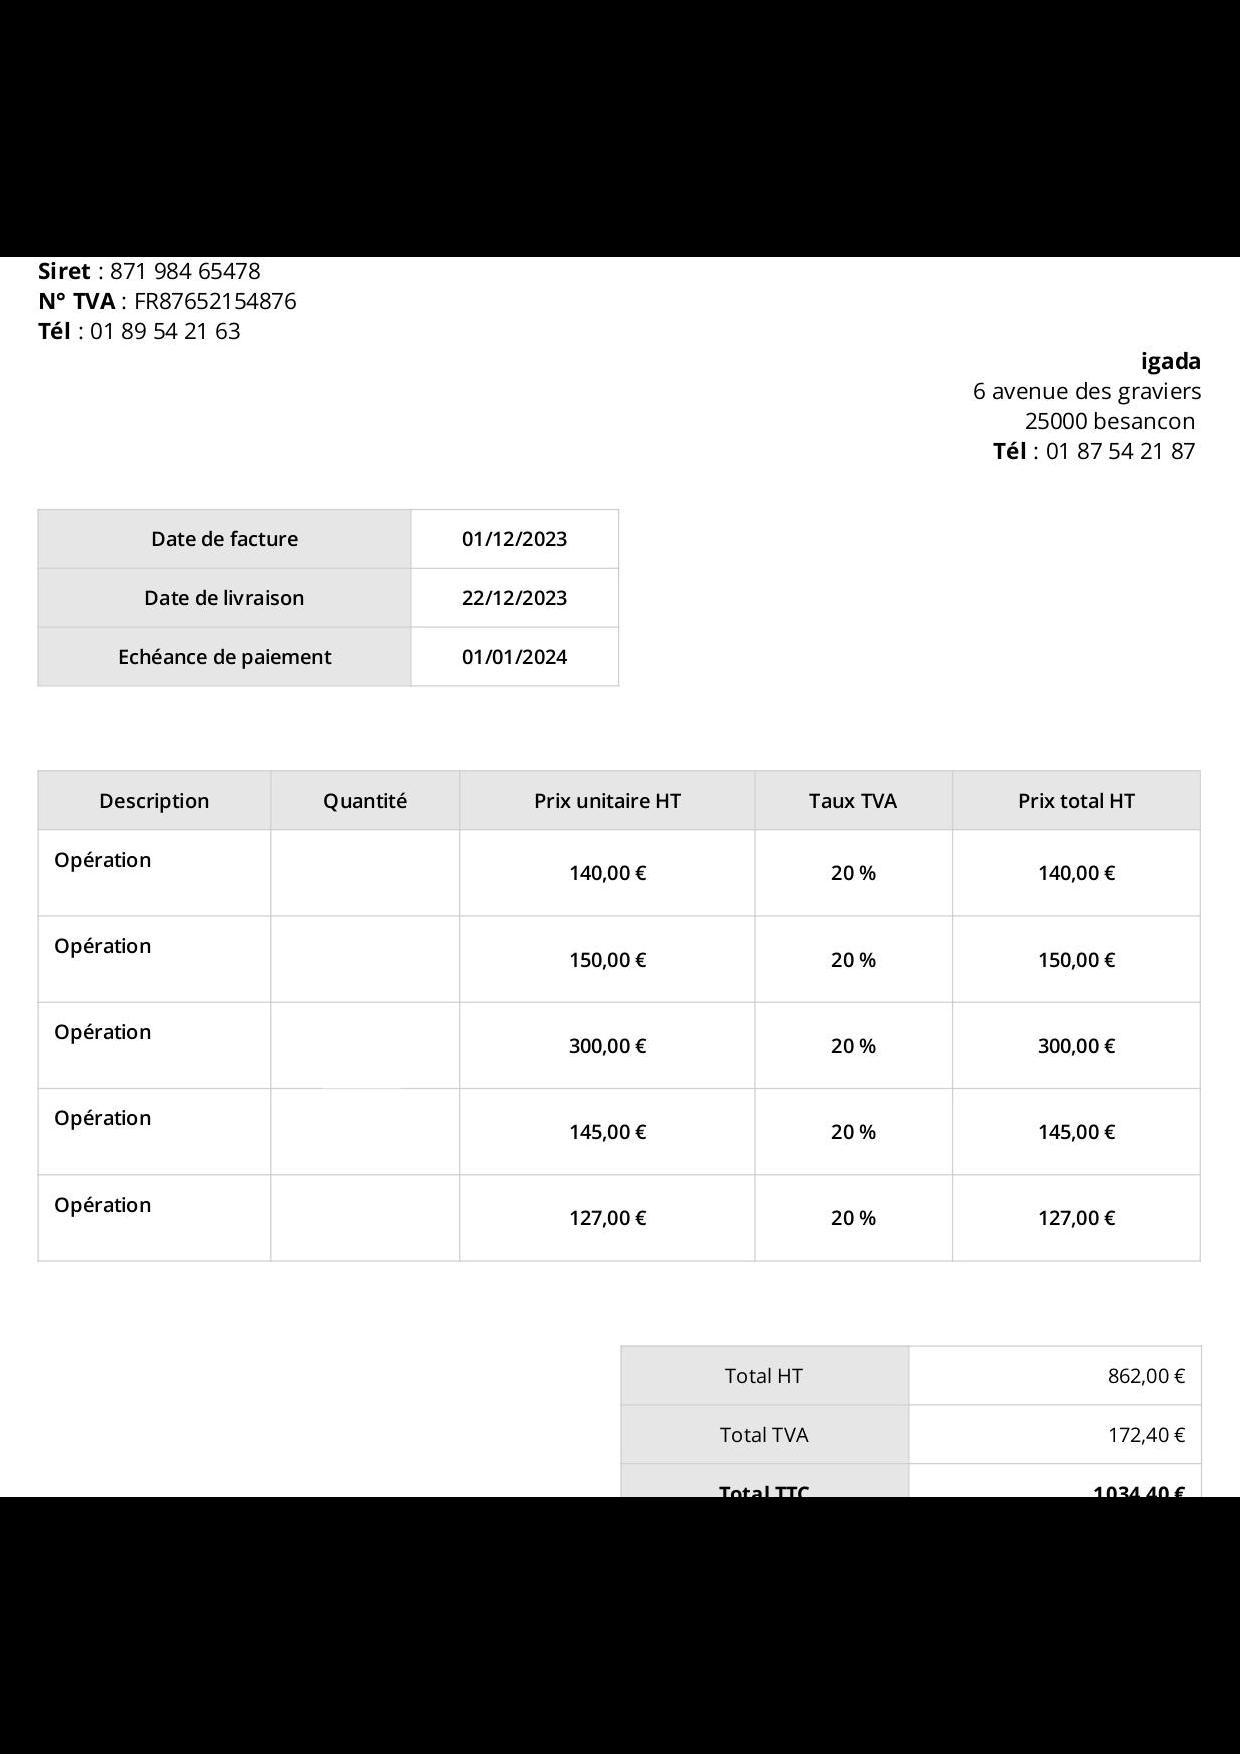 Siret : 871 984 65478
N° TVA : FR87652154876
Tél : 01 89 54 21 63
igada
6 avenue des graviers
25000 besancon
Tél : 01 87 54 21 87
Date de facture 01/12/2023
Date de livraison 22/12/2023
Echéance de paiement 01/01/2024
Description Quantité Prix unitaire HT Taux TVA Prix total HT
Opération 140,00 € 20 % 140,00 €
Opération 150,00 € 20 % 150,00 €
Opération 300,00 € 20 % 300,00 €
Opération 145,00 € 20 % 145,00 €
Opération 127,00 € 20 % 127,00 €
Total HT 862,00 €
Total TVA 172,40 €
Total TTC 1034,40 €